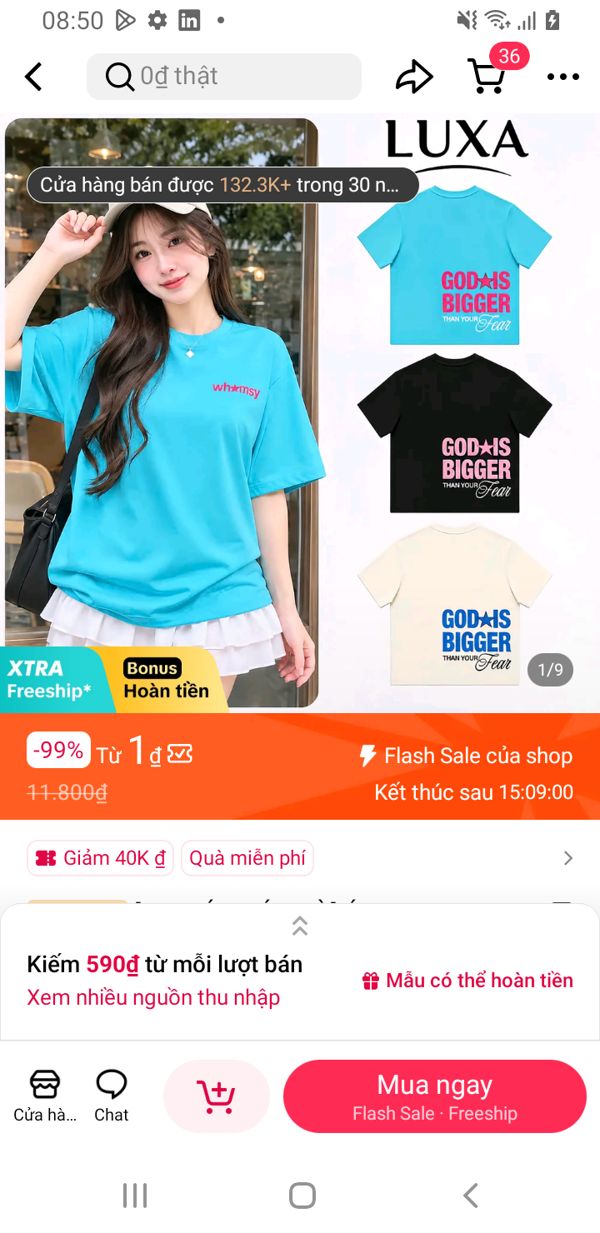 08:50
36
0₫ thật
LUXA
Cửa hàng bán được 132.3K+ trong 30 n...
whimsy
GOD★IS
BIGGER
THAN YOUR Fear
GOD★IS
BIGGER
THAN YOUR Fear
GOD★IS
BIGGER
THAN YOUR Fear
1/9
XTRA
Freeship*
Bonus
Hoàn tiền
-99% Từ 1₫
Flash Sale của shop
11.800₫
Kết thúc sau 15:09:00
Giảm 40K ₫
Quà miễn phí
Kiếm 590₫ từ mỗi lượt bán
Xem nhiều nguồn thu nhập
Mẫu có thể hoàn tiền
Cửa hà...
Chat
Mua ngay
Flash Sale · Freeship